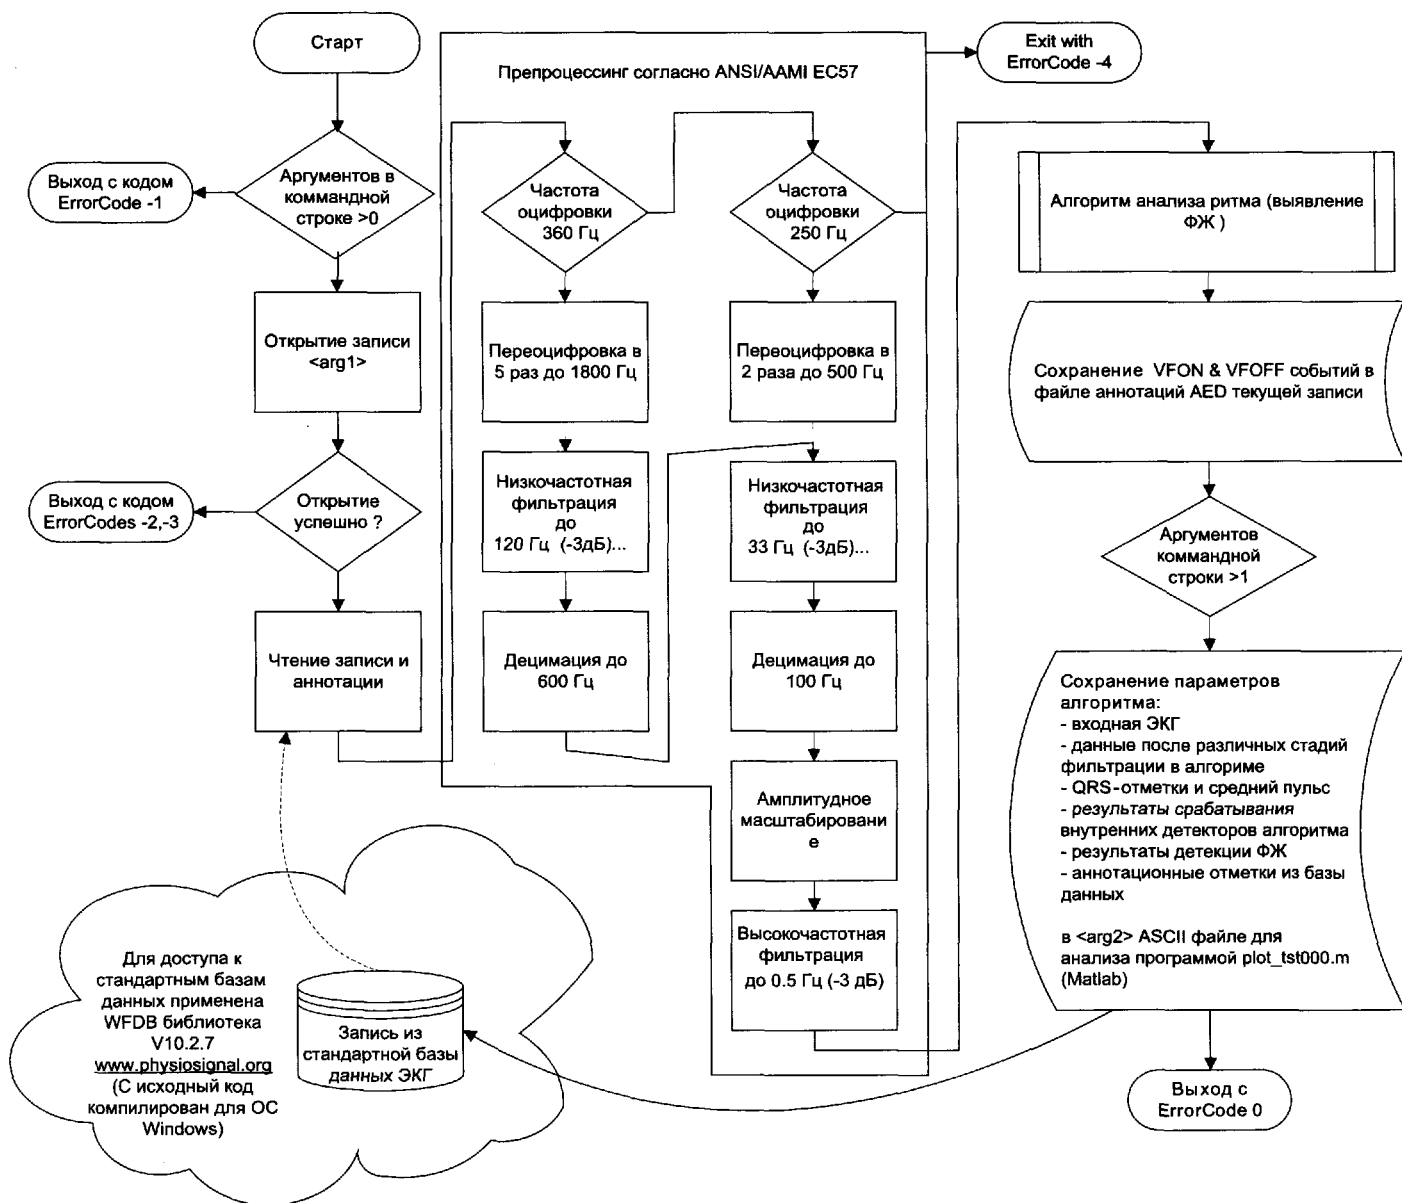 Старт
Аргументов в
коммандной
строке >0
Выход с кодом
ErrorCode -1
Открытие записи
<arg1>
Открытие
успешно ?
Выход с кодом
ErrorCodes -2,-3
Чтение записи и
аннотации
Для доступа к
стандартным базам
данных применена
WFDB библиотека
V10.2.7
www.physiosignal.org
(С исходный код
компилирован для ОС
Windows)
Запись из
стандартной базы
данных ЭКГ
Препроцессинг согласно ANSI/AAMI EC57
Exit with
ErrorCode -4
Частота
оцифровки
360 Гц
Переоцифровка в
5 раз до 1800 Гц
Низкочастотная
фильтрация
до
120 Гц (-3дБ)...
Децимация до
600 Гц
Частота
оцифровки
250 Гц
Переоцифровка в
2 раза до 500 Гц
Низкочастотная
фильтрация
до
33 Гц (-3дБ)...
Децимация до
100 Гц
Амплитудное
масштабировани
е
Высокочастотная
фильтрация
до 0.5 Гц (-3 дБ)
Алгоритм анализа ритма (выявление
ФЖ )
Сохранение VFON & VFOFF событий в
файле аннотаций AED текущей записи
Аргументов
коммандной
строки >1
Сохранение параметров
алгоритма:
- входная ЭКГ
- данные после различных стадий
фильтрации в алгориме
- QRS-отметки и средний пульс
- результаты срабатывания
внутренних детекторов алгоритма
- результаты детекции ФЖ
- аннотационные отметки из базы
данных
в <arg2> ASCII файле для
анализа программой plot_tst000.m
(Matlab)
Выход с
ErrorCode 0